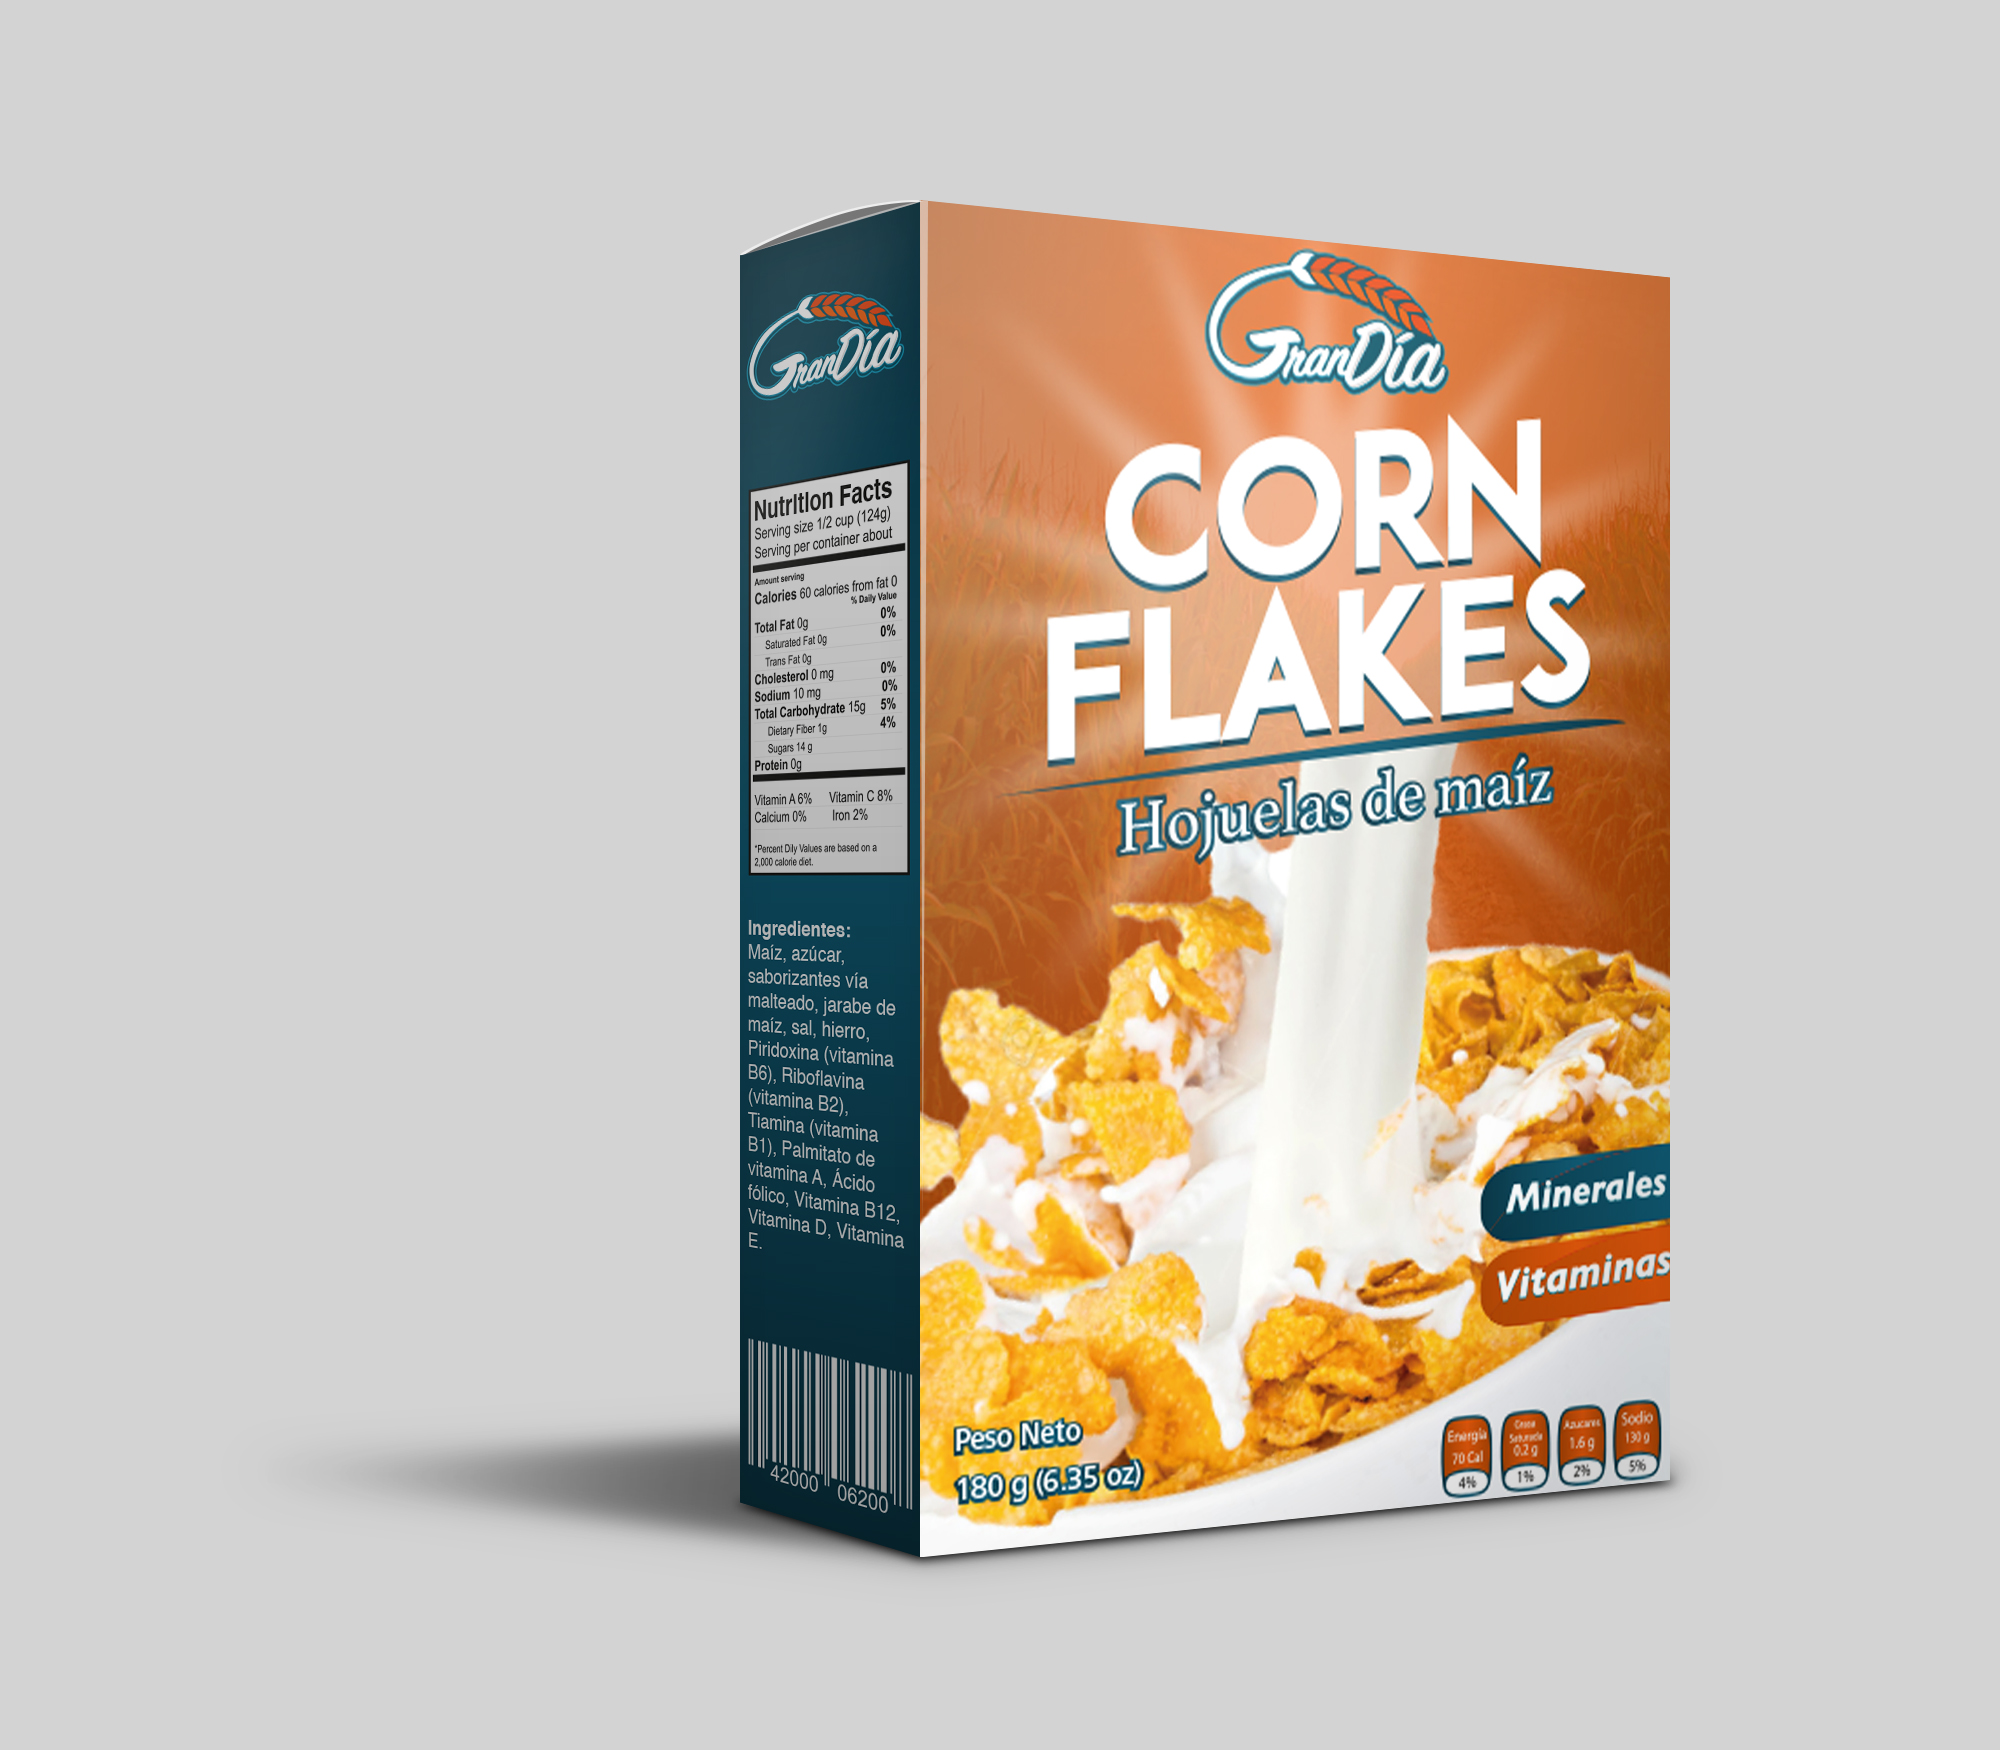 GranDía
Nutrition Facts
Serving size 1/2 cup (124g)
Serving per container about
Amount serving
Calories 60 calories from fat 0
% Daily Value
Total Fat 0g 0%
Saturated Fat 0g 0%
Trans Fat 0g
Cholesterol 0 mg 0%
Sodium 10 mg 0%
Total Carbohydrate 15g 5%
Dietary Fiber 1g 4%
Sugars 14 g
Protein 0g
Vitamin A 6% Vitamin C 8%
Calcium 0% Iron 2%
*Percent Dily Values are based on a
2,000 calorie diet.
Ingredientes:
Maíz, azúcar,
saborizantes vía
malteado, jarabe de
maíz, sal, hierro,
Piridoxina (vitamina
B6), Riboflavina
(vitamina B2),
Tiamina (vitamina
B1), Palmitato de
vitamina A, Ácido
fólico, Vitamina B12,
Vitamina D, Vitamina
E.
42000 06200
GranDía
CORN
FLAKES
Hojuelas de maíz
Minerales
Vitaminas
Peso Neto
180 g (6.35 oz)
Energía
70 Cal
4%
Saturada
0.2 g
1%
Azucares
1.6 g
2%
Sodio
130 g
5%